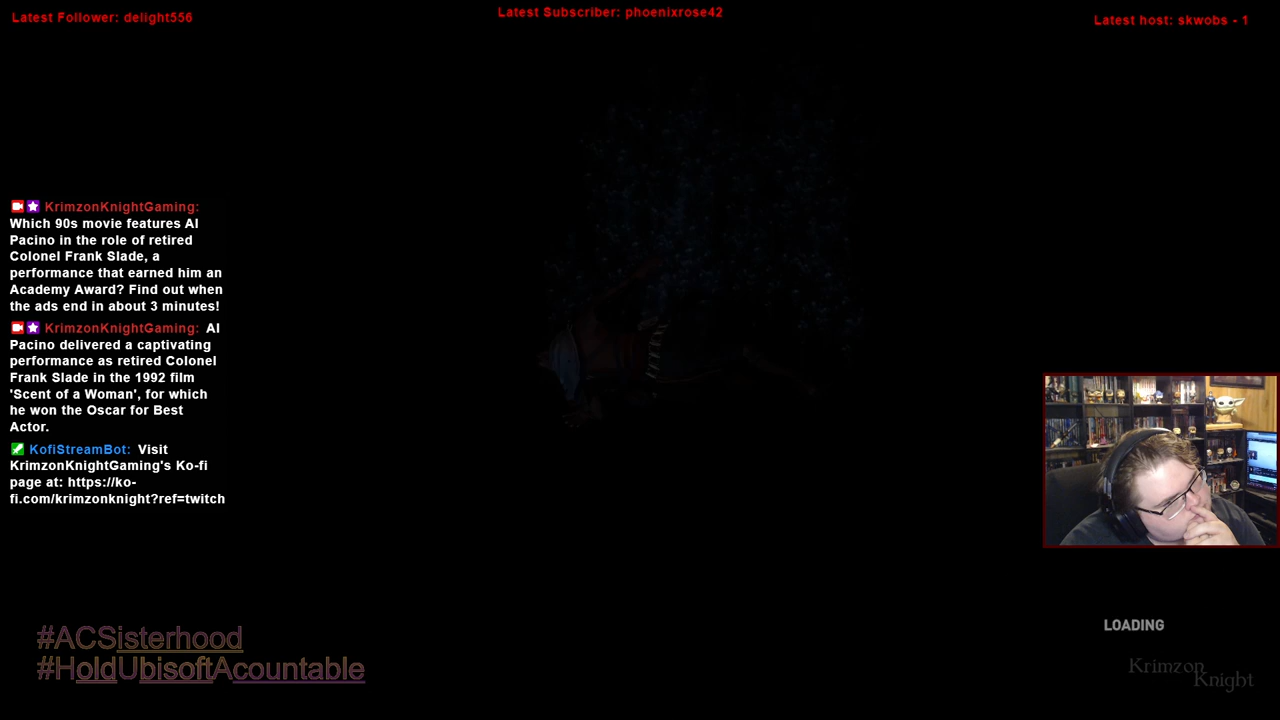 Latest Follower: delight556
Latest Subscriber: phoenixrose42
Latest host: skwobs - 1
KrimzonKnightGaming:
Which 90s movie features Al
Pacino in the role of retired
Colonel Frank Slade, a
performance that earned him an
Academy Award? Find out when
the ads end in about 3 minutes!
KrimzonKnightGaming: Al
Pacino delivered a captivating
performance as retired Colonel
Frank Slade in the 1992 film
'Scent of a Woman', for which
he won the Oscar for Best
Actor.
KofiStreamBot: Visit
KrimzonKnightGaming's Ko-fi
page at: https://ko-
fi.com/krimzonknight?ref=twitch
#ACSisterhood
#HoldUbisoftAcountable
LOADING
Krimzon
Knight